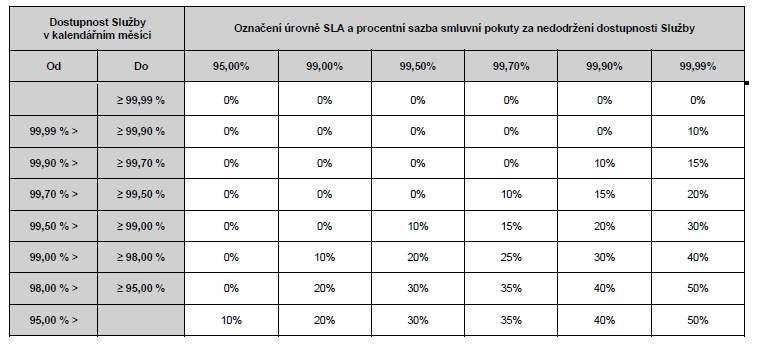 Dostupnost Služby
v kalendářním měsíci
Označení úrovně SLA a procentní sazba smluvní pokuty za nedodržení dostupnosti Služby
Od Do 95,00% 99,00% 99,50% 99,70% 99,90% 99,99%
≥ 99,99 % 0% 0% 0% 0% 0% 0%
99,99 % > ≥ 99,90 % 0% 0% 0% 0% 0% 10%
99,90 % > ≥ 99,70 % 0% 0% 0% 0% 10% 15%
99,70 % > ≥ 99,50 % 0% 0% 0% 10% 15% 20%
99,50 % > ≥ 99,00 % 0% 0% 10% 15% 20% 30%
99,00 % > ≥ 98,00 % 0% 10% 20% 25% 30% 40%
98,00 % > ≥ 95,00 % 0% 20% 30% 35% 40% 50%
95,00 % > 10% 20% 30% 35% 40% 50%